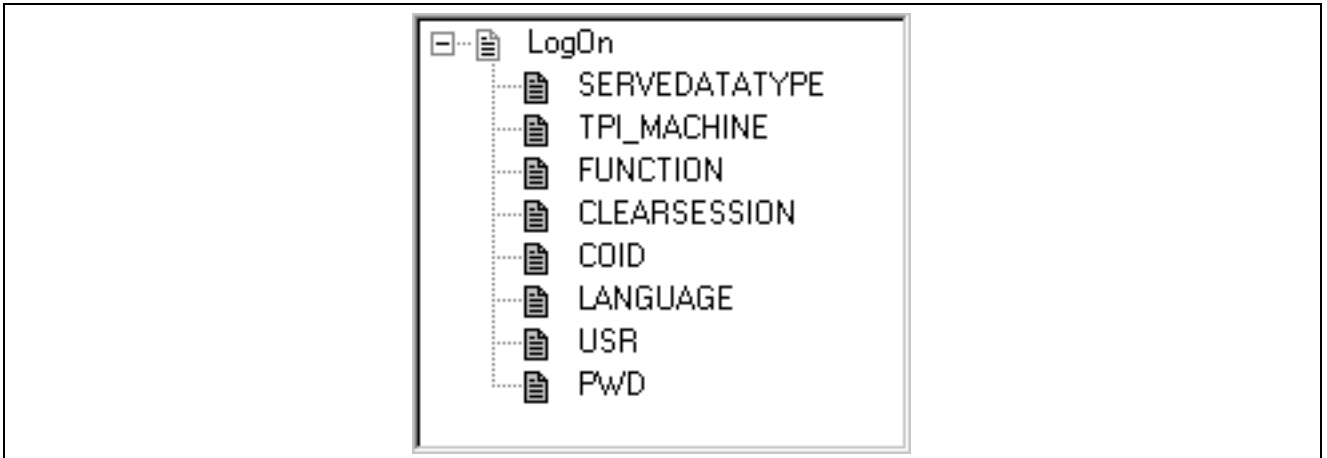 LogOn
SERVEDATATYPE
TPI_MACHINE
FUNCTION
CLEARSESSION
COID
LANGUAGE
USR
PWD